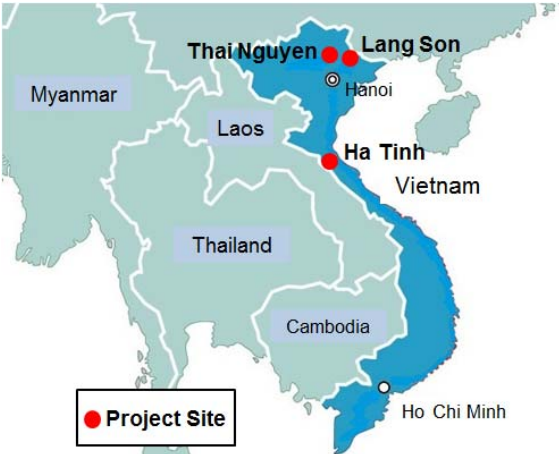 Thai Nguyen
Lang Son
Myanmar
Hanoi
Laos
Ha Tinh
Vietnam
Thailand
Cambodia
Project Site
Ho Chi Minh